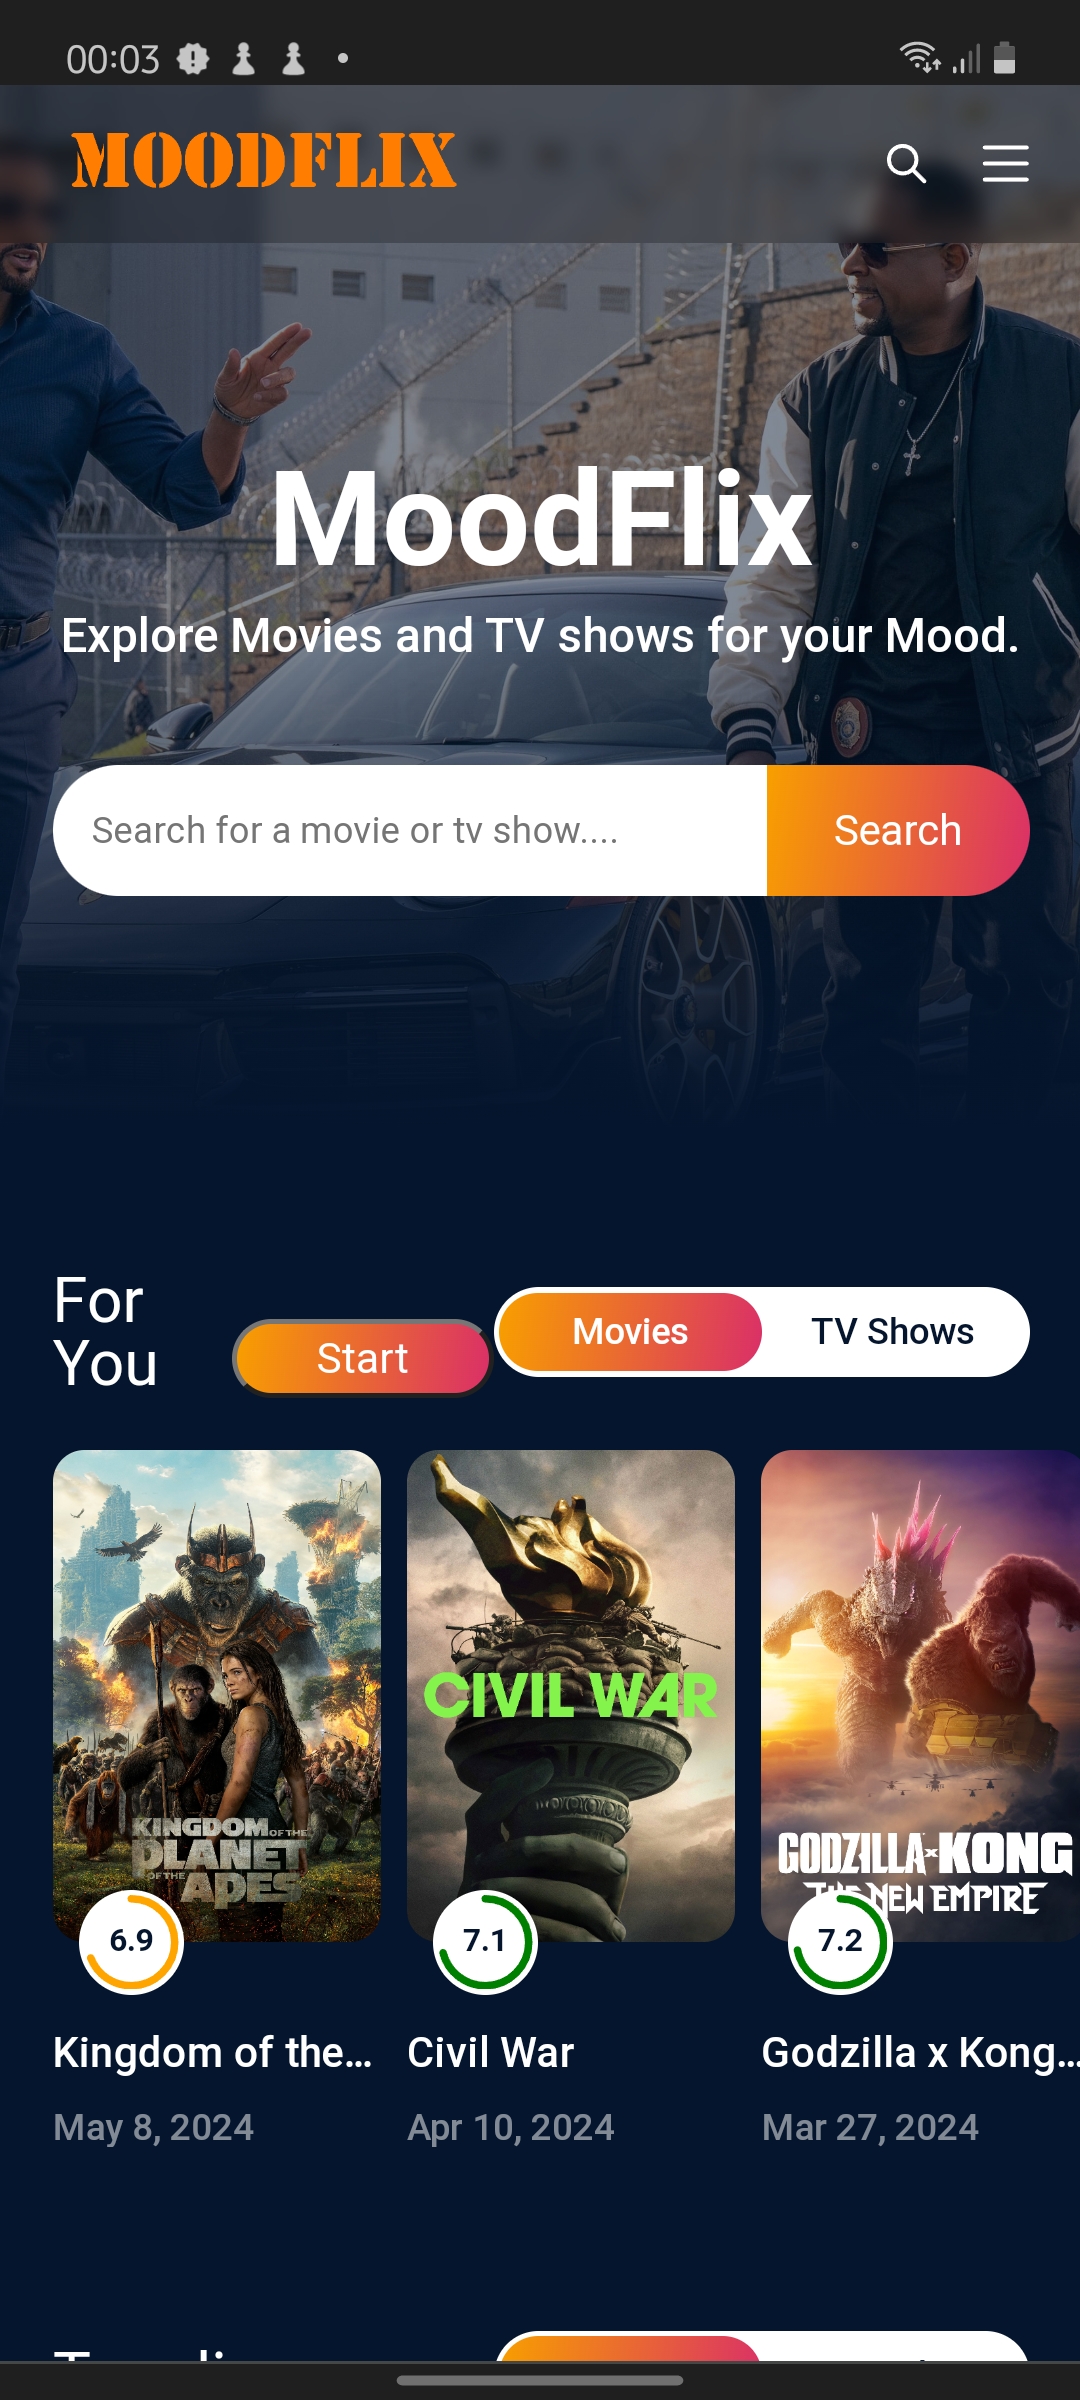 00:03
MOODFLIX
MoodFlix
Explore Movies and TV shows for your Mood.
Search for a movie or tv show....
Search
For
You
Start
Movies
TV Shows
KINGDOM OF THE
PLANET
OF THE APES
CIVIL WAR
GODZILLA x KONG
THE NEW EMPIRE
6.9
7.1
7.2
Kingdom of the...
Civil War
Godzilla x Kong...
May 8, 2024
Apr 10, 2024
Mar 27, 2024